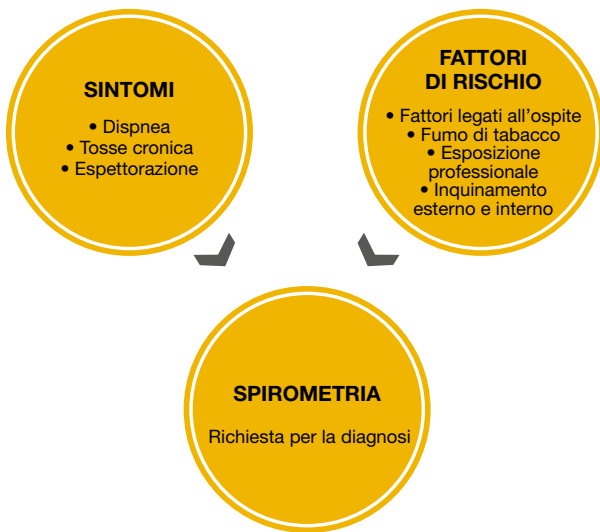 SINTOMI
• Dispnea
• Tosse cronica
• Espettorazione
FATTORI
DI RISCHIO
• Fattori legati all'ospite
• Fumo di tabacco
• Esposizione
professionale
• Inquinamento
esterno e interno
SPIROMETRIA
Richiesta per la diagnosi